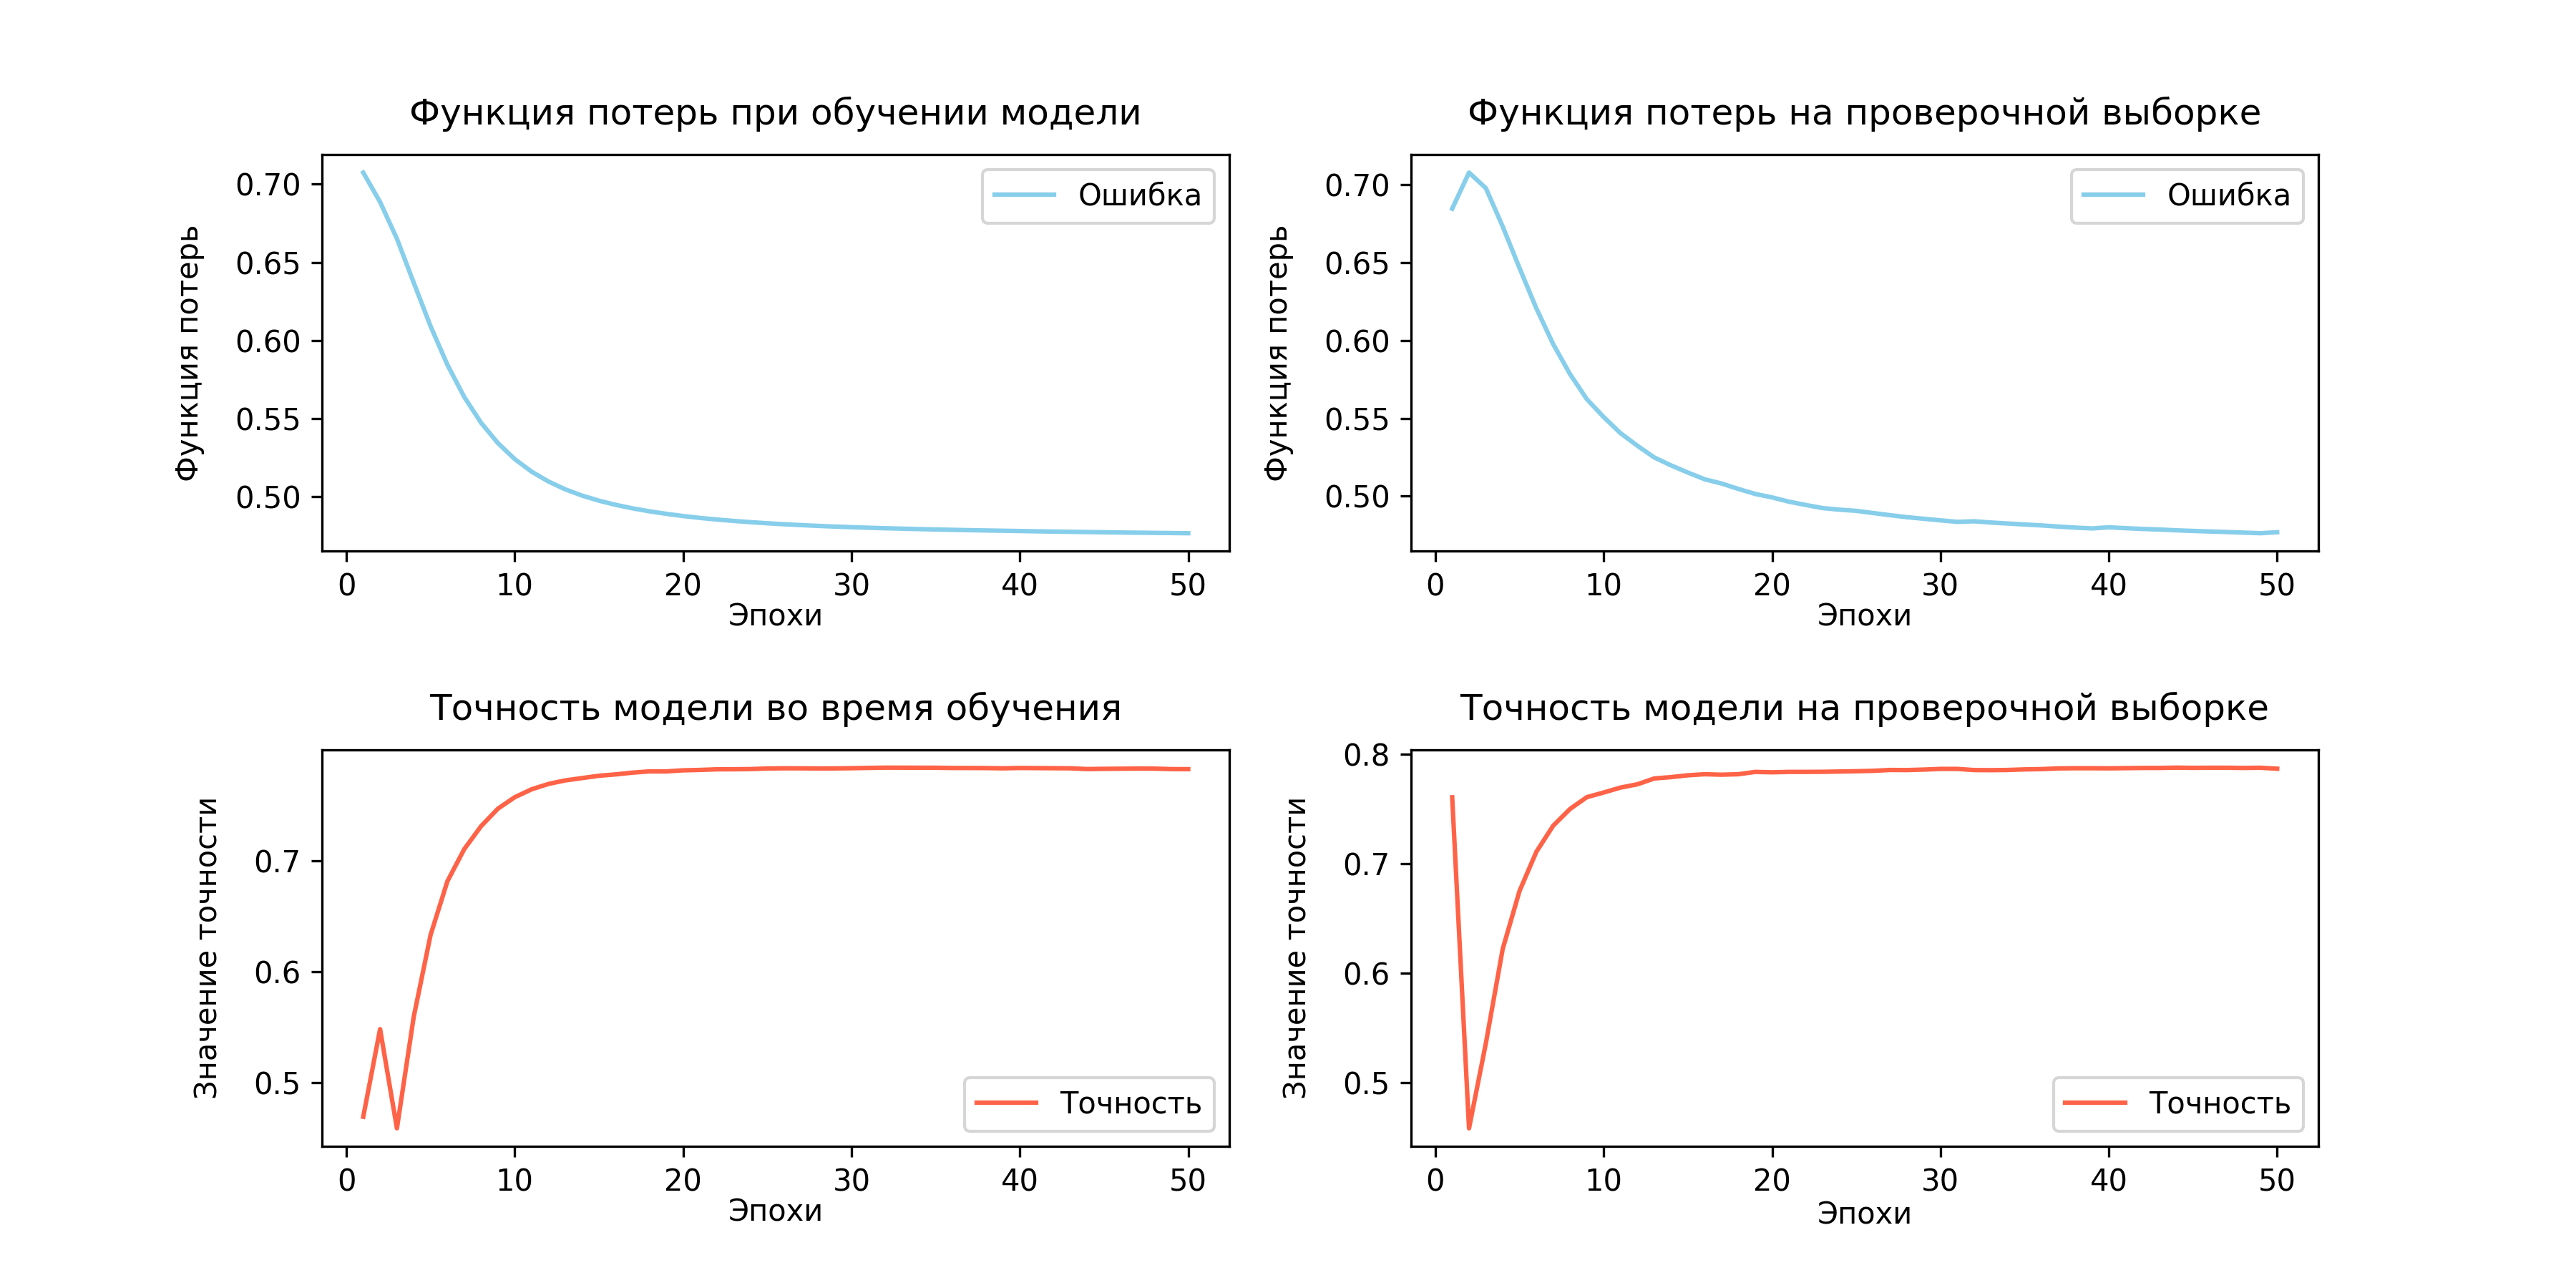 Функция потерь при обучении модели
Функция потерь
0.70
0.65
0.60
0.55
0.50
Ошибка
0 10 20 30 40 50
Эпохи
Функция потерь на проверочной выборке
Функция потерь
0.70
0.65
0.60
0.55
0.50
Ошибка
0 10 20 30 40 50
Эпохи
Точность модели во время обучения
Значение точности
0.7
0.6
0.5
Точность
0 10 20 30 40 50
Эпохи
Точность модели на проверочной выборке
Значение точности
0.8
0.7
0.6
0.5
Точность
0 10 20 30 40 50
Эпохи